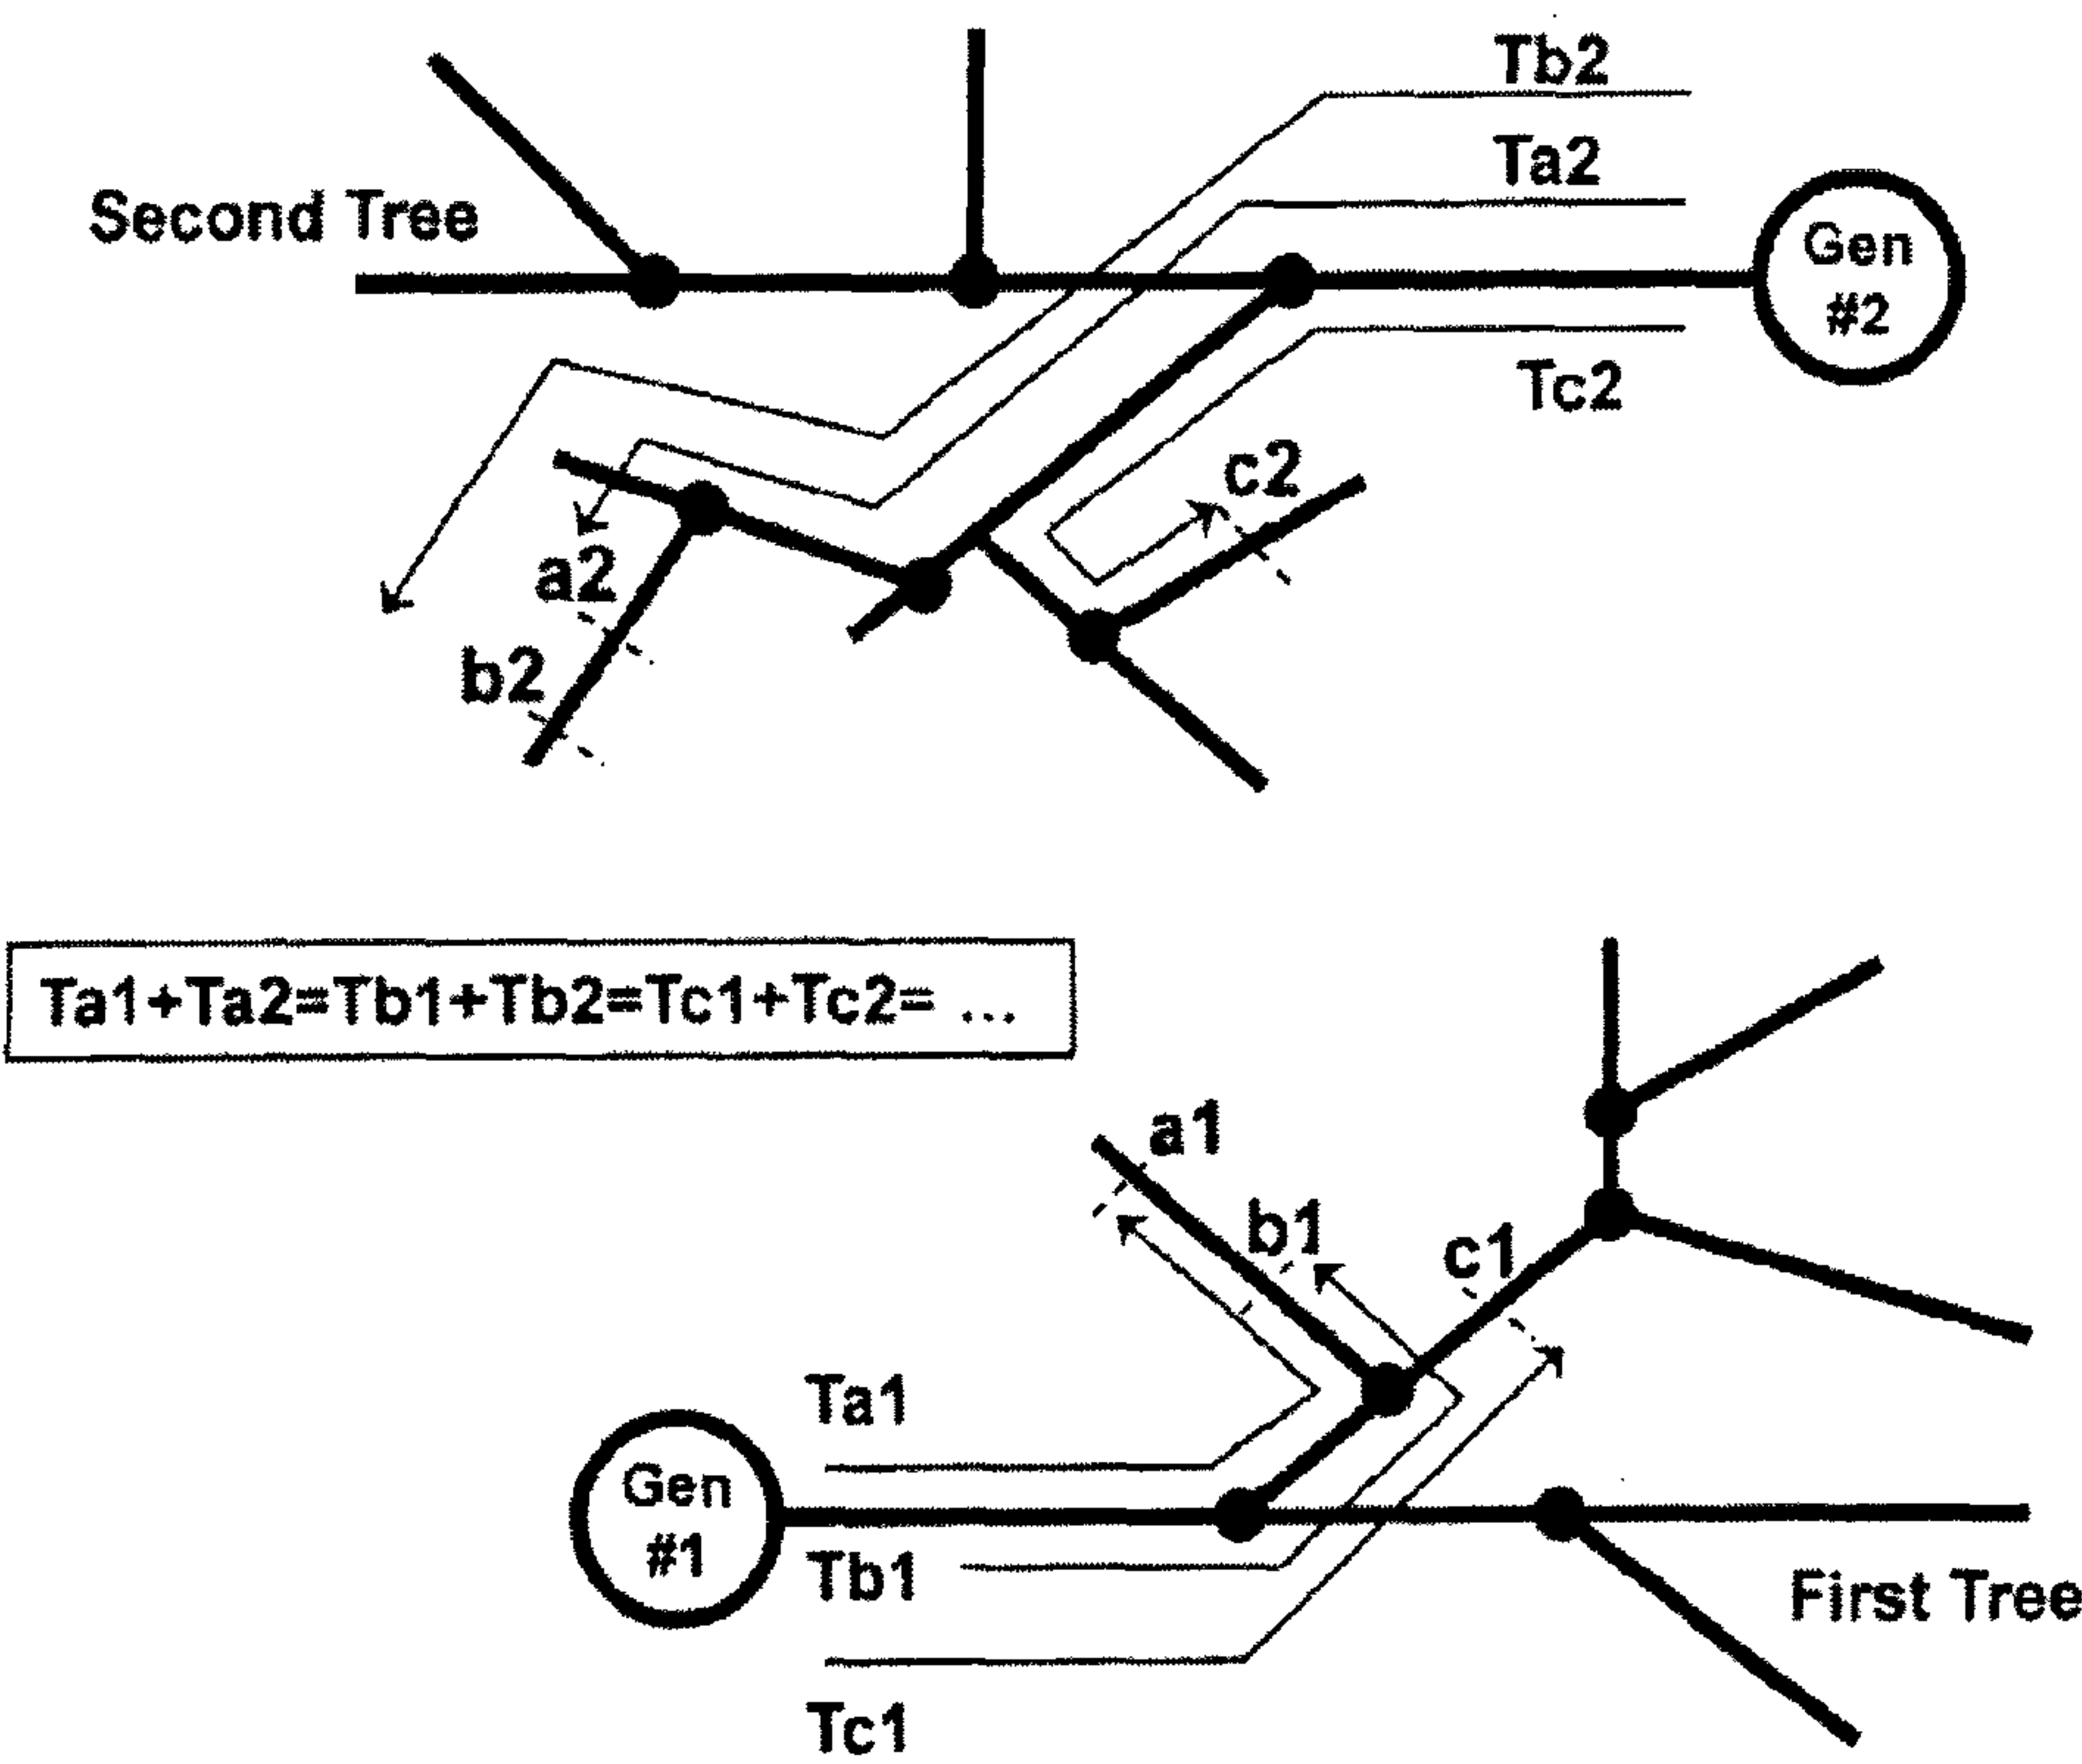 Tb2
Ta2
Second Tree
Gen
#2
Tc2
c2
a2
b2
Ta1+Ta2=Tb1+Tb2=Tc1+Tc2= ...
a1
b1
c1
Ta1
Gen
#1
Tb1
First Tree
Tc1